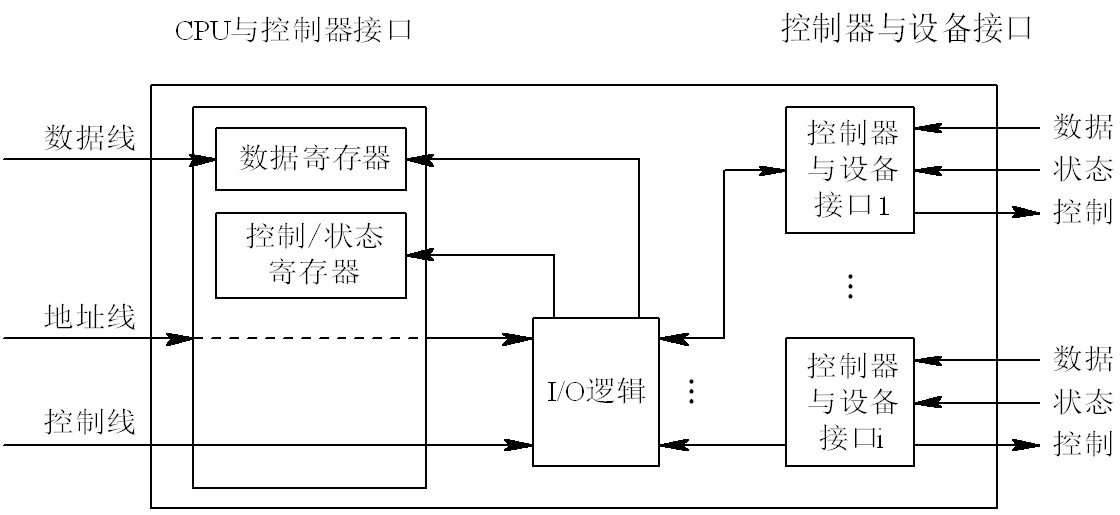 CPU与控制器接口
控制器与设备接口
数据线
数据寄存器
控制/状态
寄存器
地址线
控制线
I/O逻辑
控制器
与设备
接口1
数据
状态
控制
控制器
与设备
接口i
数据
状态
控制